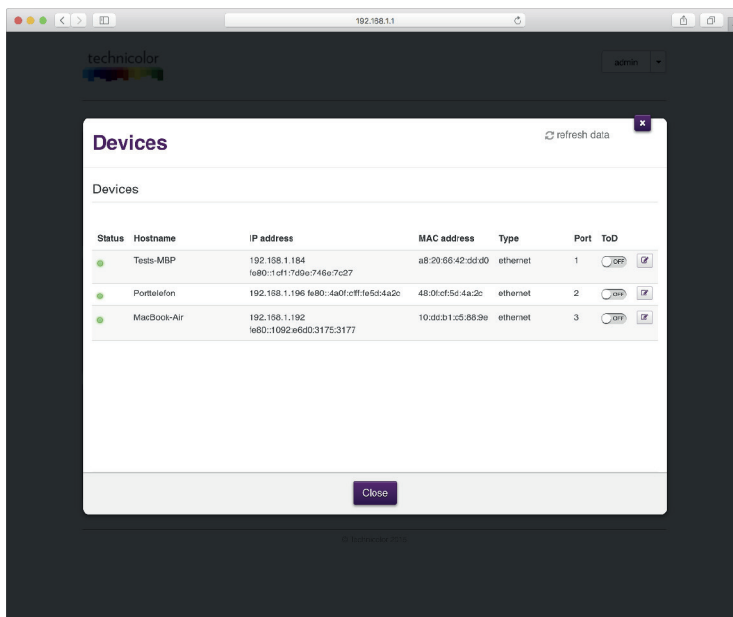 192.168.1.1
technicolor
admin
Devices
refresh data
x
Devices
Status Hostname IP address MAC address Type Port ToD
Tests-MBP 192.168.1.184 a8:20:66:42:dd:d0 ethernet 1 OFF
fe80::1cf1:7d9e:746e:7c27
Porttelefon 192.168.1.196 fe80::4a0f:cfff:fe5d:4a2c 48:0f:cf:5d:4a:2c ethernet 2 OFF
MacBook-Air 192.168.1.192 10:dd:b1:c5:88:9e ethernet 3 OFF
fe80::1092:e6d0:3175:3177
Close
© Technicolor